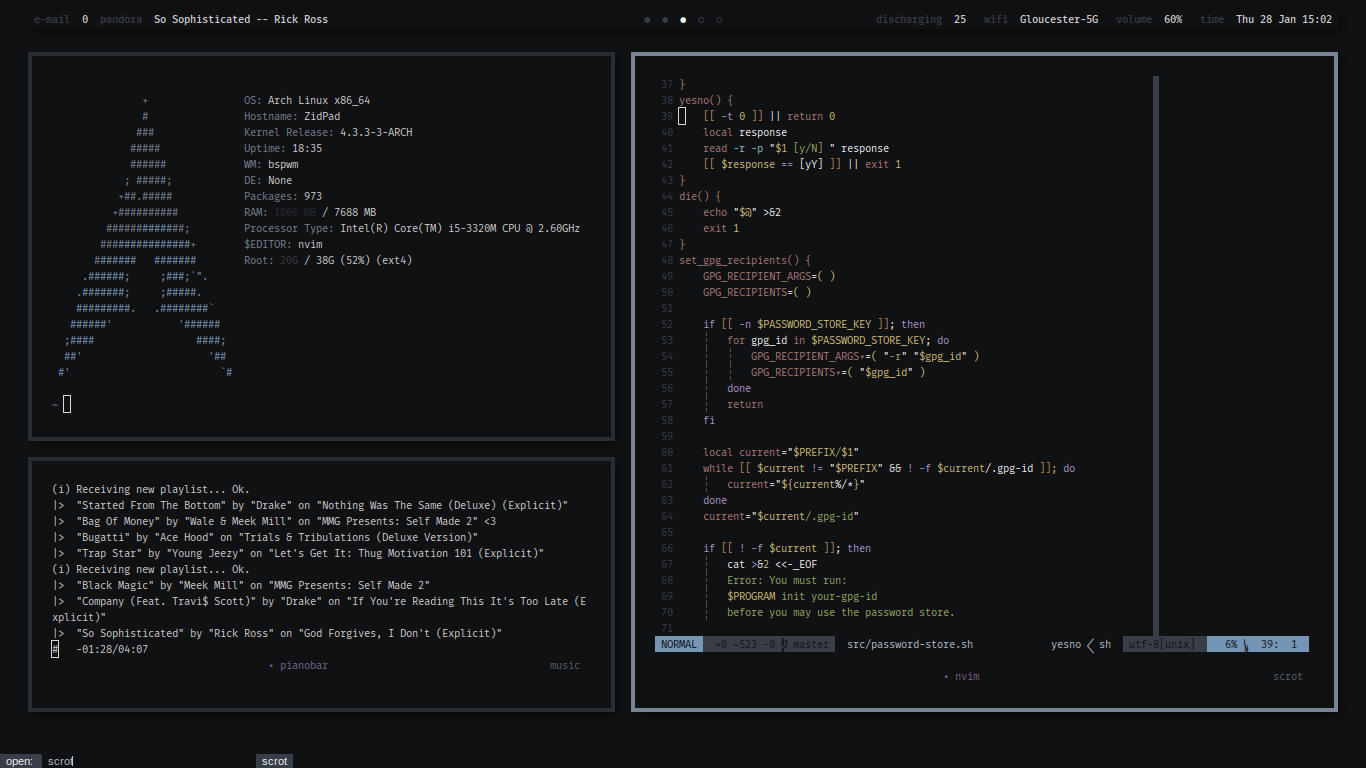 e-mail 0 pandora So Sophisticated -- Rick Ross
discharging 25 wifi Gloucester-5G volume 60% time Thu 28 Jan 15:02
OS: Arch Linux x86_64
Hostname: ZidPad
Kernel Release: 4.3.3-3-ARCH
Uptime: 18:35
WM: bspwm
DE: None
Packages: 973
RAM: 1666 MB / 7688 MB
Processor Type: Intel(R) Core(TM) i5-3320M CPU @ 2.60GHz
$EDITOR: nvim
Root: 20G / 38G (52%) (ext4)
~
(i) Receiving new playlist... Ok.
|>  "Started From The Bottom" by "Drake" on "Nothing Was The Same (Deluxe) (Explicit)"
|>  "Bag Of Money" by "Wale & Meek Mill" on "MMG Presents: Self Made 2" <3
|>  "Bugatti" by "Ace Hood" on "Trials & Tribulations (Deluxe Version)"
|>  "Trap Star" by "Young Jeezy" on "Let's Get It: Thug Motivation 101 (Explicit)"
(i) Receiving new playlist... Ok.
|>  "Black Magic" by "Meek Mill" on "MMG Presents: Self Made 2"
|>  "Company (Feat. Travi$ Scott)" by "Drake" on "If You're Reading This It's Too Late (E
xplicit)"
|>  "So Sophisticated" by "Rick Ross" on "God Forgives, I Don't (Explicit)"
#   -01:28/04:07
• pianobar music
37 }
38 yesno() {
39     [[ -t 0 ]] || return 0
40     local response
41     read -r -p "$1 [y/N] " response
42     [[ $response == [yY] ]] || exit 1
43 }
44 die() {
45     echo "$@" >&2
46     exit 1
47 }
48 set_gpg_recipients() {
49     GPG_RECIPIENT_ARGS=( )
50     GPG_RECIPIENTS=( )
51
52     if [[ -n $PASSWORD_STORE_KEY ]]; then
53         for gpg_id in $PASSWORD_STORE_KEY; do
54             GPG_RECIPIENT_ARGS+=( "-r" "$gpg_id" )
55             GPG_RECIPIENTS+=( "$gpg_id" )
56         done
57         return
58     fi
59
60     local current="$PREFIX/$1"
61     while [[ $current != "$PREFIX" && ! -f $current/.gpg-id ]]; do
62         current="${current%/*}"
63     done
64     current="$current/.gpg-id"
65
66     if [[ ! -f $current ]]; then
67         cat >&2 <<-_EOF
68         Error: You must run:
69         $PROGRAM init your-gpg-id
70         before you may use the password store.
71
NORMAL +0 ~523 -0 master src/password-store.sh yesno sh utf-8[unix] 6% 39: 1
• nvim scrot
open: scrot scrot